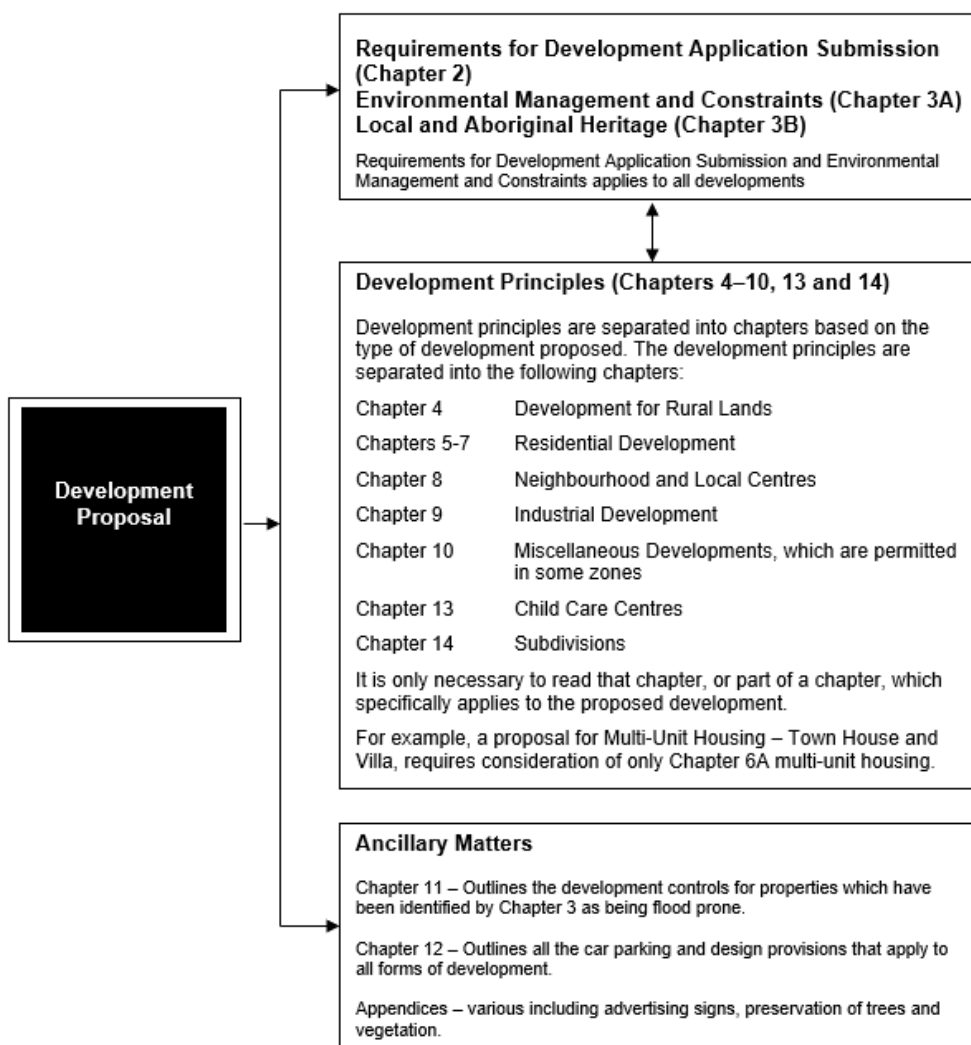 Requirements for Development Application Submission
(Chapter 2)
Environmental Management and Constraints (Chapter 3A)
Local and Aboriginal Heritage (Chapter 3B)
Requirements for Development Application Submission and Environmental
Management and Constraints applies to all developments
Development Principles (Chapters 4–10, 13 and 14)
Development principles are separated into chapters based on the
type of development proposed. The development principles are
separated into the following chapters:
Chapter 4 Development for Rural Lands
Chapters 5-7 Residential Development
Chapter 8 Neighbourhood and Local Centres
Chapter 9 Industrial Development
Chapter 10 Miscellaneous Developments, which are permitted
in some zones
Chapter 13 Child Care Centres
Chapter 14 Subdivisions
It is only necessary to read that chapter, or part of a chapter, which
specifically applies to the proposed development.
For example, a proposal for Multi-Unit Housing – Town House and
Villa, requires consideration of only Chapter 6A multi-unit housing.
Development
Proposal
Ancillary Matters
Chapter 11 – Outlines the development controls for properties which have
been identified by Chapter 3 as being flood prone.
Chapter 12 – Outlines all the car parking and design provisions that apply to
all forms of development.
Appendices – various including advertising signs, preservation of trees and
vegetation.